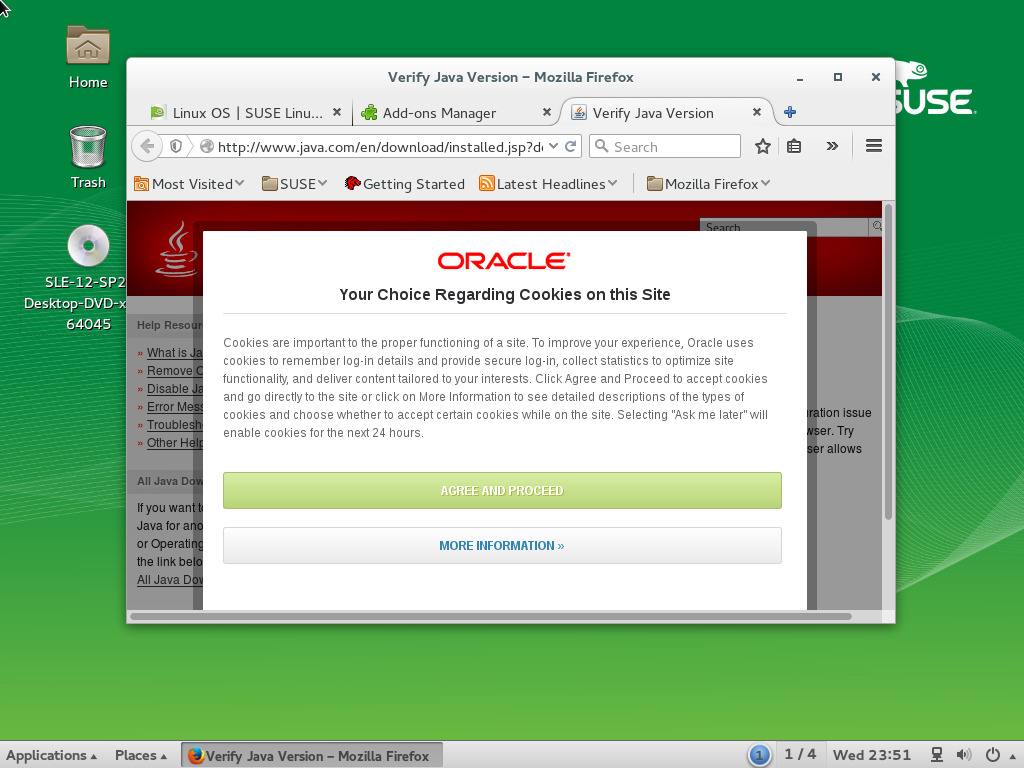 Home
Trash
SLE-12-SP2
Desktop-DVD-x
64045
SUSE
Verify Java Version – Mozilla Firefox
Linux OS | SUSE Linu...
Add-ons Manager
Verify Java Version
http://www.java.com/en/download/installed.jsp?de
Search
Most Visited
SUSE
Getting Started
Latest Headlines
Mozilla Firefox
Search
ORACLE
Your Choice Regarding Cookies on this Site
Cookies are important to the proper functioning of a site. To improve your experience, Oracle uses
cookies to remember log-in details and provide secure log-in, collect statistics to optimize site
functionality, and deliver content tailored to your interests. Click Agree and Proceed to accept cookies
and go directly to the site or click on More Information to see detailed descriptions of the types of
cookies and choose whether to accept certain cookies while on the site. Selecting "Ask me later" will
enable cookies for the next 24 hours.
AGREE AND PROCEED
MORE INFORMATION »
Help Resour
» What is Ja
» Remove O
» Disable Ja
» Error Mess
» Troublesh
» Other Help
All Java Dow
If you want to
Java for ano
or Operating
the link belo
All Java Dow
uration issue
wser. Try
ser allows
Applications
Places
Verify Java Version – Mozilla Firefox
1
1 / 4
Wed 23:51